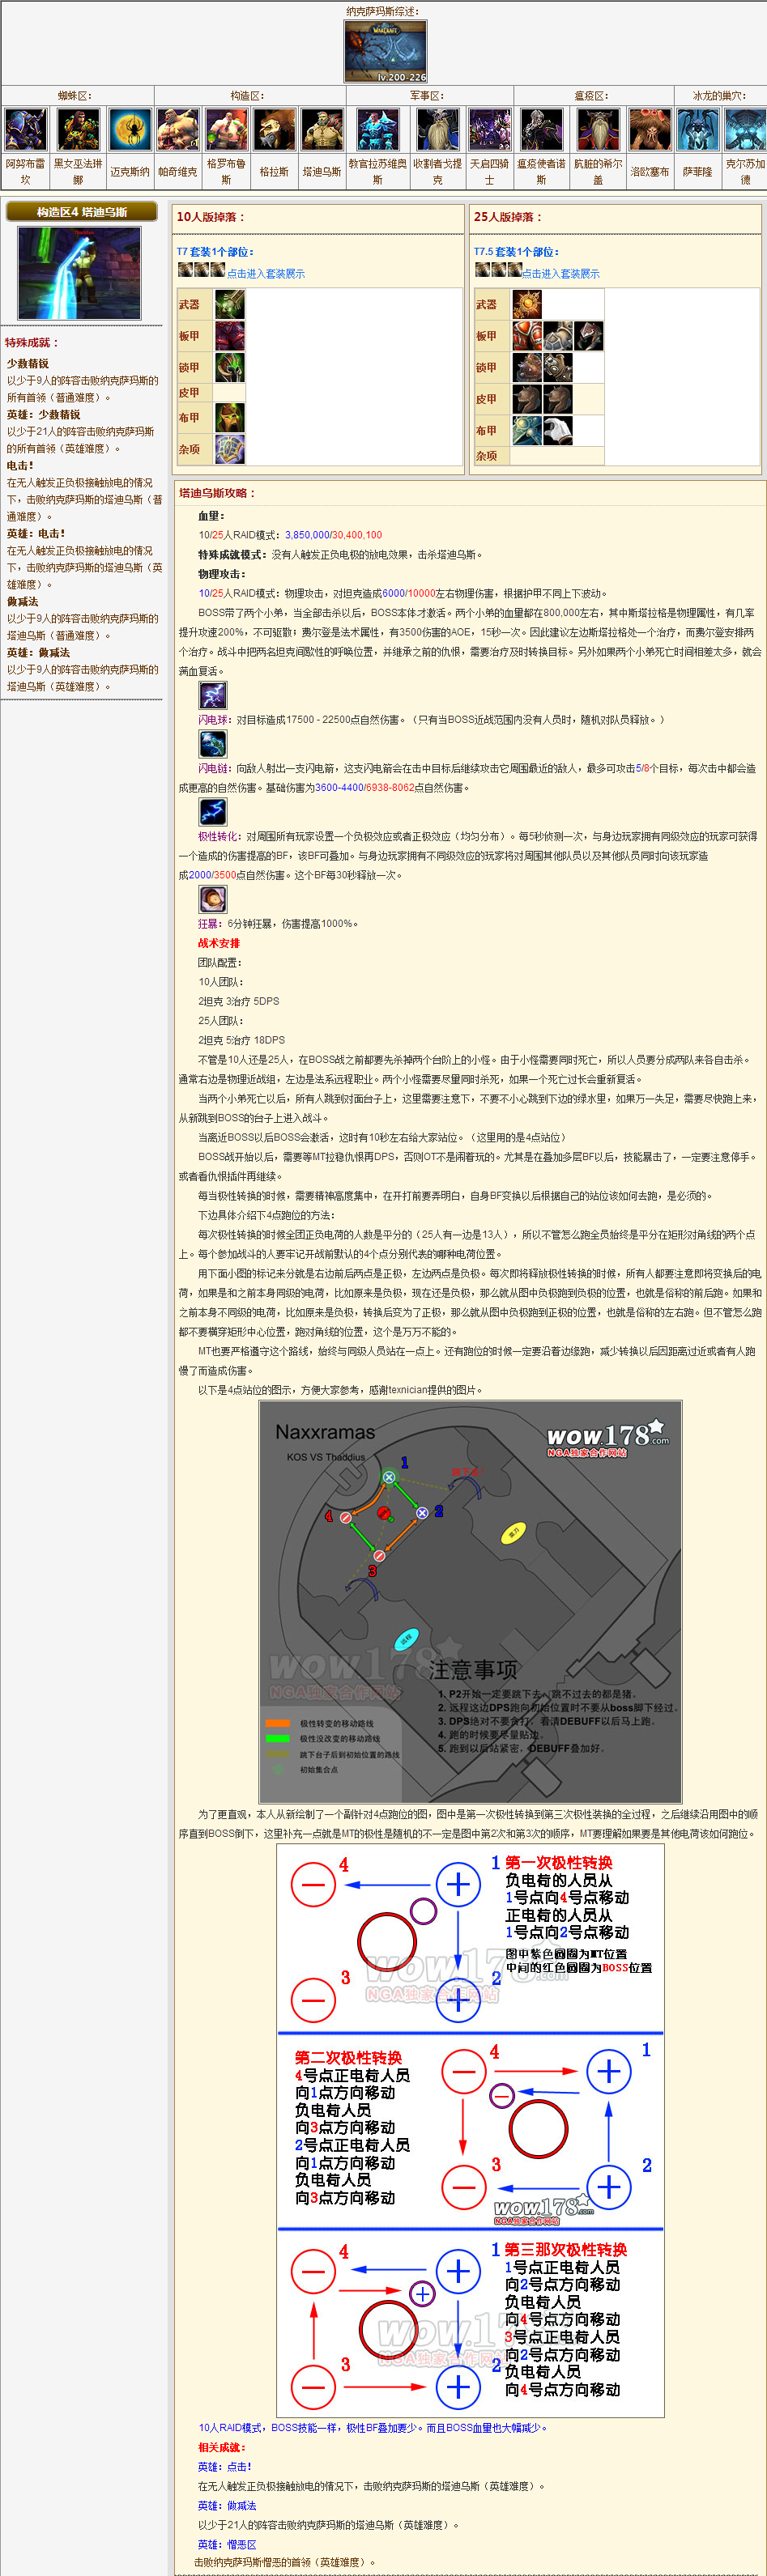 纳克萨玛斯综述：
WARCRAFT
lv.200-226
蜘蛛区： 构造区： 军事区： 瘟疫区： 冰龙的巢穴：
阿努布雷坎 黑女巫法琳娜 迈克斯纳 帕奇维克 格罗布鲁斯 格拉斯 塔迪乌斯 教官拉苏维奥斯 收割者戈提克 天启四骑士 瘟疫使者诺斯 肮脏的希尔盖 洛欧塞布 萨菲隆 克尔苏加德
构造区4 塔迪乌斯
特殊成就：
少数精锐
以少于9人的阵容击败纳克萨玛斯的
所有首领（普通难度）。
英雄：少数精锐
以少于21人的阵容击败纳克萨玛斯
的所有首领（英雄难度）。
电击！
在无人触发正负极接触放电的情况
下，击败纳克萨玛斯的塔迪乌斯（普
通难度）。
英雄：电击！
在无人触发正负极接触放电的情况
下，击败纳克萨玛斯的塔迪乌斯（英
雄难度）。
做减法
以少于9人的阵容击败纳克萨玛斯的
塔迪乌斯（普通难度）。
英雄：做减法
以少于9人的阵容击败纳克萨玛斯的
塔迪乌斯（英雄难度）。
10人版掉落：
T7 套装1个部位：
点击进入套装展示
武器
板甲
锁甲
皮甲
布甲
杂项
25人版掉落：
T7.5 套装1个部位：
点击进入套装展示
武器
板甲
锁甲
皮甲
布甲
杂项
塔迪乌斯攻略：
血量：
10/25人RAID模式：3,850,000/30,400,100
特殊成就模式：没有人触发正负电极的放电效果，击杀塔迪乌斯。
物理攻击：
10/25人RAID模式：物理攻击，对坦克造成6000/10000左右物理伤害，根据护甲不同上下波动。
BOSS带了两个小弟，当全部击杀以后，BOSS本体才激活。两个小弟的血量都在800,000左右，其中斯塔拉格是物理属性，有几率
提升攻速200%，不可驱散；费尔登是法术属性，有3500伤害的AOE，15秒一次。因此建议左边斯塔拉格处一个治疗，而费尔登安排两
个治疗。战斗中把两名坦克间歇性的呼唤位置，并继承之前的仇恨，需要治疗及时转换目标。另外如果两个小弟死亡时间相差太多，就会
满血复活。
闪电球：对目标造成17500 - 22500点自然伤害。（只有当BOSS近战范围内没有人员时，随机对队员释放。）
闪电链：向敌人射出一支闪电箭，这支闪电箭会在击中目标后继续攻击它周围最近的敌人，最多可攻击5/8个目标，每次击中都会造
成更高的自然伤害。基础伤害为3600-4400/6938-8062点自然伤害。
极性转化：对周围所有玩家设置一个负极效应或者正极效应（均匀分布）。每5秒侦测一次，与身边玩家拥有同级效应的玩家可获得
一个造成的伤害提高的BF，该BF可叠加。与身边玩家拥有不同级效应的玩家将对周围其他队员以及其他队员同时向该玩家造
成2000/3500点自然伤害。这个BF每30秒释放一次。
狂暴：6分钟狂暴，伤害提高1000%。
战术安排
团队配置：
10人团队：
2坦克 3治疗 5DPS
25人团队：
2坦克 5治疗 18DPS
不管是10人还是25人，在BOSS战之前都要先杀掉两个台阶上的小怪。由于小怪需要同时死亡，所以人员要分成两队来各自击杀。
通常右边是物理近战组，左边是法系远程职业。两个小怪需要尽量同时杀死，如果一个死亡过长会重新复活。
当两个小弟死亡以后，所有人跳到对面台子上，这里需要注意下，不要不小心跳到下边的绿水里，如果万一失足，需要尽快跑上来，
从新跳到BOSS的台子上进入战斗。
当离近BOSS以后BOSS会激活，这时有10秒左右给大家站位。（这里用的是4点站位）
BOSS战开始以后，需要等MT拉稳仇恨再DPS，否则OT不是闹着玩的。尤其是在叠加多层BF以后，技能暴击了，一定要注意停手。
或者看仇恨插件再继续。
每当极性转换的时候，需要精神高度集中，在开打前要弄明白，自身BF变换以后根据自己的站位该如何去跑，是必须的。
下边具体介绍下4点跑位的方法：
每次极性转换的时候全团正负电荷的人数是平分的（25人有一边是13人），所以不管怎么跑全员始终是平分在矩形对角线的两个点
上。每个参加战斗的人要牢记开战前默认的4个点分别代表的哪种电荷位置。
用下面小图的标记来分就是右边前后两点是正极，左边两点是负极。每次即将释放极性转换的时候，所有人都要注意即将变换后的电
荷，如果是和之前本身同级的电荷，比如原来是负极，现在还是负极，那么就从图中负极跑到负极的位置，也就是俗称的前后跑。如果和
之前本身不同级的电荷，比如原来是负极，转换后变为了正极，那么就从图中负极跑到正极的位置，也就是俗称的左右跑。但不管怎么跑
都不要横穿矩形中心位置，跑对角线的位置，这个是万万不能的。
MT也要严格遵守这个路线，始终与同级人员站在一点上。还有跑位的时候一定要沿着边缘跑，减少转换以后因距离过近或者有人跑
慢了而造成伤害。
以下是4点站位的图示，方便大家参考，感谢texnician提供的图片。
Naxxramas
KOS VS Thaddius
wow178.com
NGA独家合作网站
1
2
3
4
wow178
NGA独家合作网站
注意事项
1. P2开始一定要跳下去，跳不过去的都是猪。
2. 远程这边DPS跑向初始位置时不要从boss脚下经过。
3. DPS绝对不要贪打，看清DEBUFF以后马上跑。
4. 跑的时候要尽量贴边。
5. 跑到以后站紧密，DEBUFF叠加好。
极性转变的移动路线
极性没改变的移动路线
跳下台子后到初始位置的路线
初始集合点
为了更直观，本人从新绘制了一个副针对4点跑位的图，图中是第一次极性转换到第三次极性装换的全过程，之后继续沿用图中的顺
序直到BOSS倒下，这里补充一点就是MT的极性是随机的不一定是图中第2次和第3次的顺序，MT要理解如果要是其他电荷该如何跑位。
4 1
第一次极性转换
负电荷的人员从
1号点向4号点移动
正电荷的人员从
1号点向2号点移动
图中紫色圆圈为MT位置
中间的红色圆圈为BOSS位置
3 2
wow178.com
NGA独家合作网站
第二次极性转换
4号点正电荷人员
向1点方向移动
负电荷人员
向3点方向移动
2号点正电荷人员
向1点方向移动
负电荷人员
向3点方向移动
4 1
3 2
wow.178.com
NGA独家合作网站
4 1
第三那次极性转换
1号点正电荷人员
向2号点方向移动
负电荷人员
向4号点方向移动
3号点正电荷人员
向2号点方向移动
负电荷人员
向4号点方向移动
3 2
wow.178
NGA独家合作网站
10人RAID模式，BOSS技能一样，极性BF叠加要少。而且BOSS血量也大幅减少。
相关成就：
英雄：点击！
在无人触发正负极接触放电的情况下，击败纳克萨玛斯的塔迪乌斯（英雄难度）。
英雄：做减法
以少于21人的阵容击败纳克萨玛斯的塔迪乌斯（英雄难度）。
英雄：憎恶区
击败纳克萨玛斯憎恶的首领（英雄难度）。